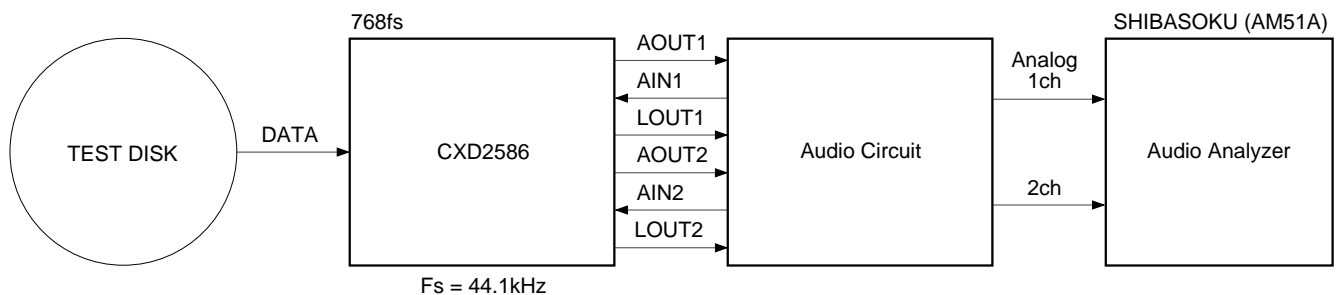 768fs
SHIBASOKU (AM51A)
TEST DISK
DATA
CXD2586
AOUT1
AIN1
LOUT1
AOUT2
AIN2
LOUT2
Audio Circuit
Analog
1ch
2ch
Audio Analyzer
Fs = 44.1kHz